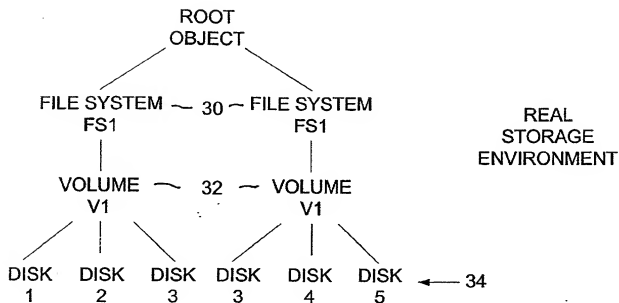 ROOT
OBJECT
FILE SYSTEM 30 FILE SYSTEM
FS1 FS1
REAL
STORAGE
ENVIRONMENT
VOLUME 32 VOLUME
V1 V1
DISK DISK DISK DISK DISK DISK 34
1 2 3 3 4 5